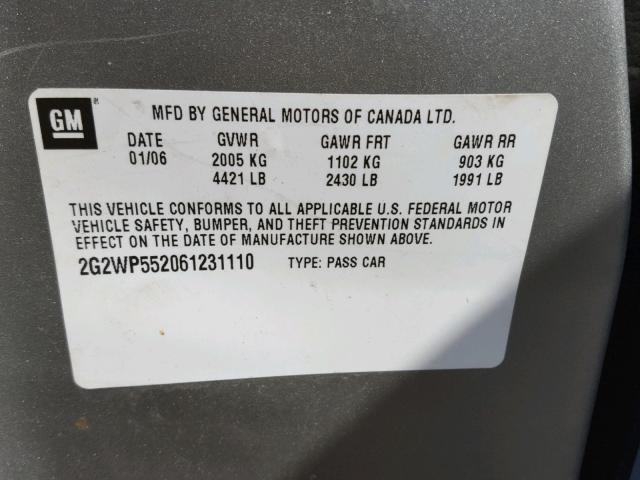 GM
MFD BY GENERAL MOTORS OF CANADA LTD.
DATE GVWR GAWR FRT GAWR RR
01/06 2005 KG 1102 KG 903 KG
4421 LB 2430 LB 1991 LB
THIS VEHICLE CONFORMS TO ALL APPLICABLE U.S. FEDERAL MOTOR
VEHICLE SAFETY, BUMPER, AND THEFT PREVENTION STANDARDS IN
EFFECT ON THE DATE OF MANUFACTURE SHOWN ABOVE.
2G2WP552061231110 TYPE: PASS CAR